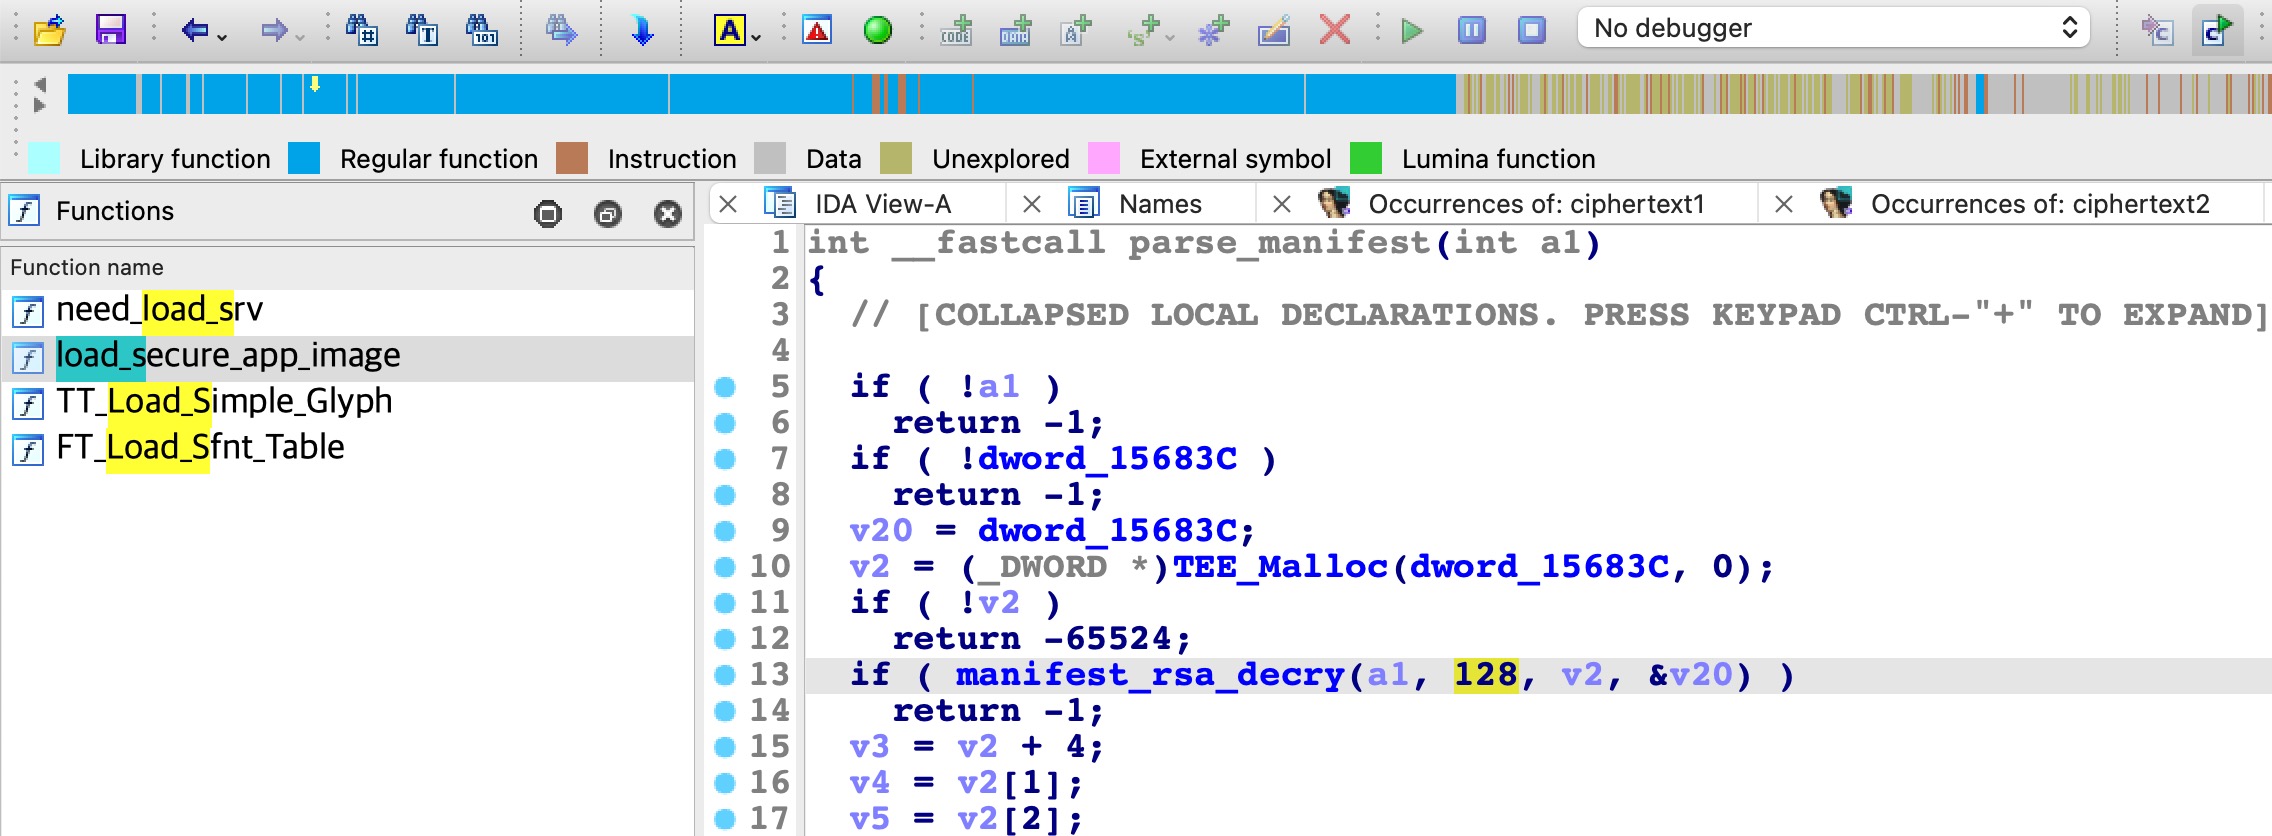 No debugger
Library function Regular function Instruction Data Unexplored External symbol Lumina function
Functions
Function name
need_load_srv
load_secure_app_image
TT_Load_Simple_Glyph
FT_Load_Sfnt_Table
IDA View-A Names Occurrences of: ciphertext1 Occurrences of: ciphertext2
1 int __fastcall parse_manifest(int a1)
2 {
3 // [COLLAPSED LOCAL DECLARATIONS. PRESS KEYPAD CTRL-"+" TO EXPAND]
4
5 if ( !a1 )
6 return -1;
7 if ( !dword_15683C )
8 return -1;
9 v20 = dword_15683C;
10 v2 = (_DWORD *)TEE_Malloc(dword_15683C, 0);
11 if ( !v2 )
12 return -65524;
13 if ( manifest_rsa_decry(a1, 128, v2, &v20) )
14 return -1;
15 v3 = v2 + 4;
16 v4 = v2[1];
17 v5 = v2[2];